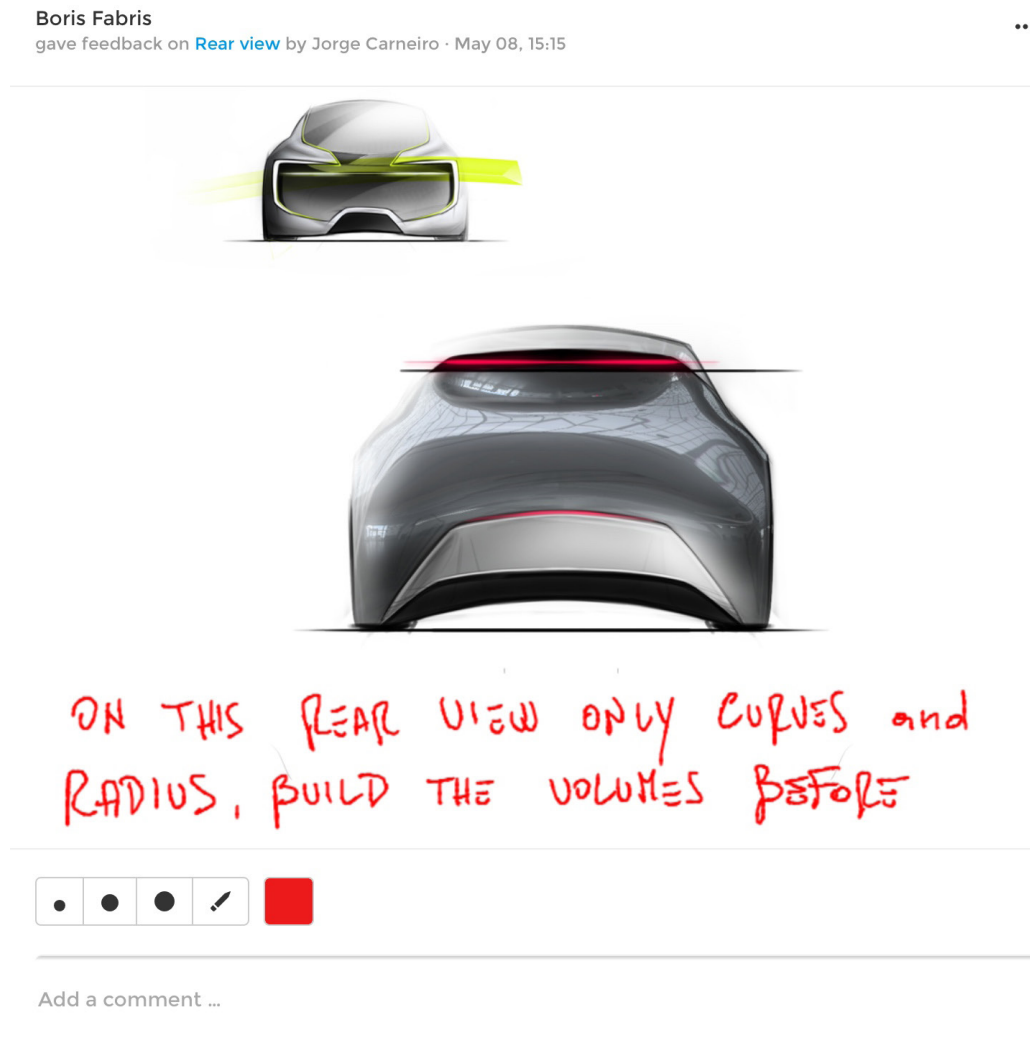 Boris Fabris
gave feedback on Rear view by Jorge Carneiro · May 08, 15:15
ON THIS REAR VIEW ONLY CURVES and
RADIUS, BUILD THE VOLUMES BEFORE
Add a comment ...